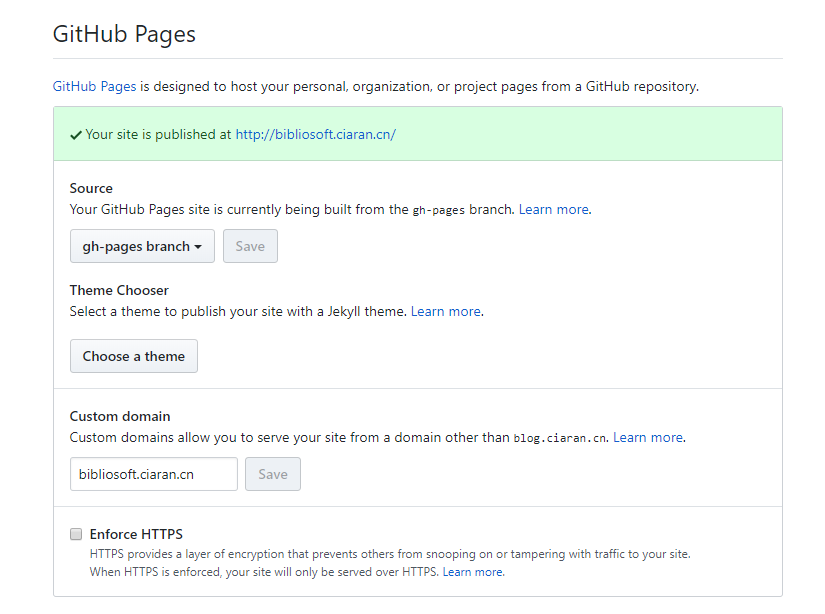 GitHub Pages
GitHub Pages is designed to host your personal, organization, or project pages from a GitHub repository.
✔ Your site is published at http://bibliosoft.ciaran.cn/
Source
Your GitHub Pages site is currently being built from the gh-pages branch. Learn more.
gh-pages branch Save
Theme Chooser
Select a theme to publish your site with a Jekyll theme. Learn more.
Choose a theme
Custom domain
Custom domains allow you to serve your site from a domain other than blog.ciaran.cn. Learn more.
bibliosoft.ciaran.cn Save
Enforce HTTPS
HTTPS provides a layer of encryption that prevents others from snooping on or tampering with traffic to your site.
When HTTPS is enforced, your site will only be served over HTTPS. Learn more.